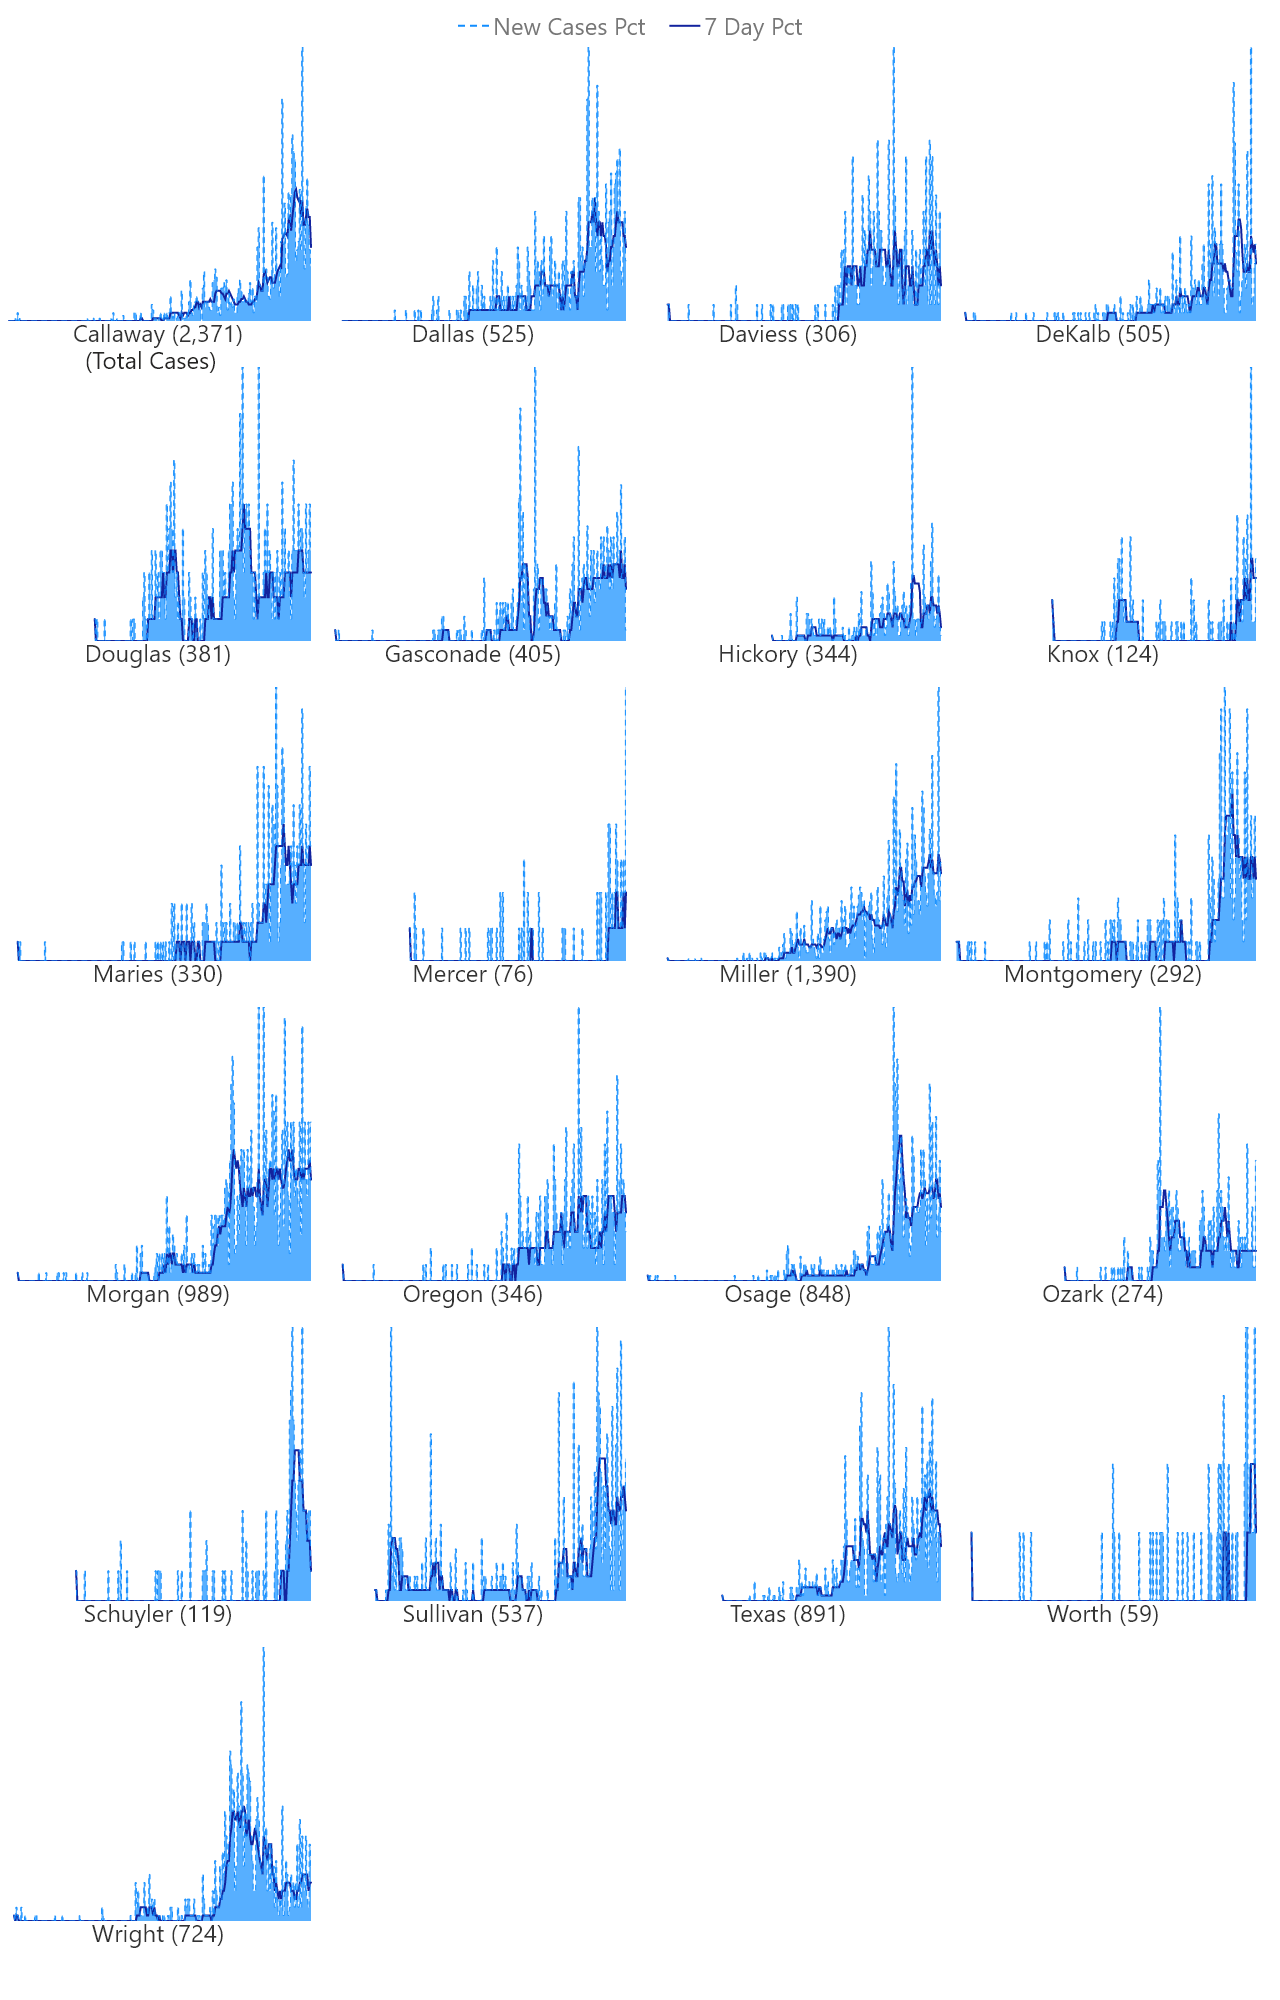 New Cases Pct 7 Day Pct
Callaway (2,371) Dallas (525) Daviess (306) DeKalb (505)
(Total Cases)
Douglas (381) Gasconade (405) Hickory (344) Knox (124)
Maries (330) Mercer (76) Miller (1,390) Montgomery (292)
Morgan (989) Oregon (346) Osage (848) Ozark (274)
Schuyler (119) Sullivan (537) Texas (891) Worth (59)
Wright (724)